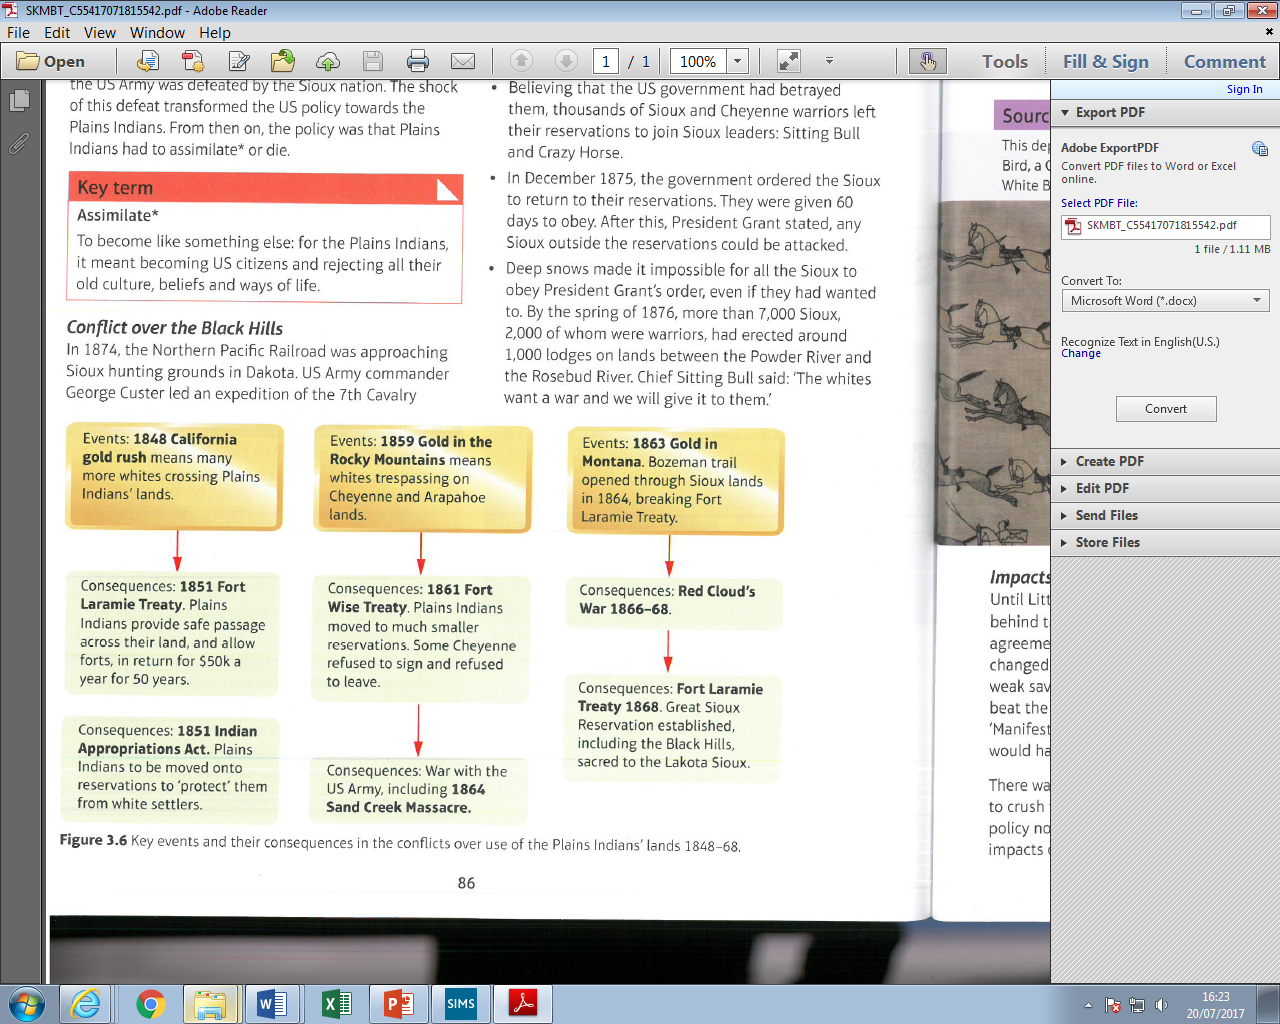 SKMBT_C55417071815542.pdf - Adobe Reader
File Edit View Window Help
Open
1 / 1
100%
Tools
Fill & Sign
Comment
Sign In
the US Army was defeated by the Sioux nation. The shock
of this defeat transformed the US policy towards the
Plains Indians. From then on, the policy was that Plains
Indians had to assimilate* or die.
Key term
Assimilate*
To become like something else: for the Plains Indians,
it meant becoming US citizens and rejecting all their
old culture, beliefs and ways of life.
Conflict over the Black Hills
In 1874, the Northern Pacific Railroad was approaching
Sioux hunting grounds in Dakota. US Army commander
George Custer led an expedition of the 7th Cavalry
• Believing that the US government had betrayed
them, thousands of Sioux and Cheyenne warriors left
their reservations to join Sioux leaders: Sitting Bull
and Crazy Horse.
• In December 1875, the government ordered the Sioux
to return to their reservations. They were given 60
days to obey. After this, President Grant stated, any
Sioux outside the reservations could be attacked.
• Deep snows made it impossible for all the Sioux to
obey President Grant's order, even if they had wanted
to. By the spring of 1876, more than 7,000 Sioux,
2,000 of whom were warriors, had erected around
1,000 lodges on lands between the Powder River and
the Rosebud River. Chief Sitting Bull said: 'The whites
want a war and we will give it to them.'
Events: 1848 California
gold rush means many
more whites crossing Plains
Indians' lands.
Consequences: 1851 Fort
Laramie Treaty. Plains
Indians provide safe passage
across their land, and allow
forts, in return for $50k a
year for 50 years.
Consequences: 1851 Indian
Appropriations Act. Plains
Indians to be moved onto
reservations to 'protect' them
from white settlers.
Events: 1859 Gold in the
Rocky Mountains means
whites trespassing on
Cheyenne and Arapahoe
lands.
Consequences: 1861 Fort
Wise Treaty. Plains Indians
moved to much smaller
reservations. Some Cheyenne
refused to sign and refused
to leave.
Consequences: War with the
US Army, including 1864
Sand Creek Massacre.
Events: 1863 Gold in
Montana. Bozeman trail
opened through Sioux lands
in 1864, breaking Fort
Laramie Treaty.
Consequences: Red Cloud's
War 1866–68.
Consequences: Fort Laramie
Treaty 1868. Great Sioux
Reservation established,
including the Black Hills,
sacred to the Lakota Sioux.
Figure 3.6 Key events and their consequences in the conflicts over use of the Plains Indians' lands 1848–68.
86
Sourc
This dep
Bird, a C
White B
Impacts
Until Litt
behind t
agreeme
changed
weak sav
beat the
'Manifest
would ha
There wa
to crush
policy no
impacts
Export PDF
Adobe ExportPDF
Convert PDF files to Word or Excel
online.
Select PDF File:
SKMBT_C55417071815542.pdf
1 file / 1.11 MB
Convert To:
Microsoft Word (*.docx)
Recognize Text in English(U.S.)
Change
Convert
Create PDF
Edit PDF
Send Files
Store Files
SIMS
16:23
20/07/2017